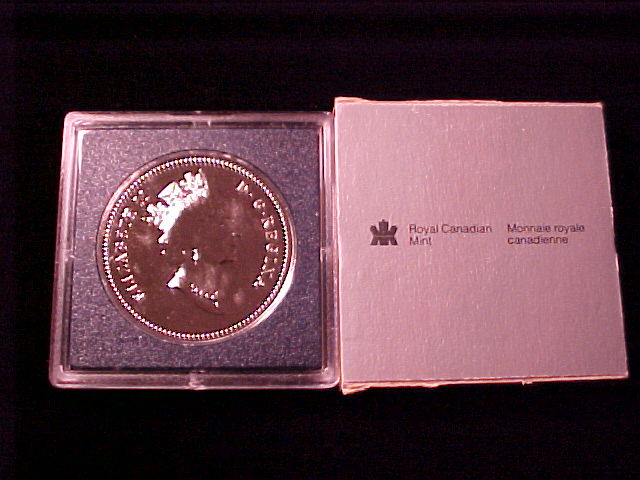 ELIZABETH II D·G·REGINA
Royal Canadian
Mint
Monnaie royale
canadienne